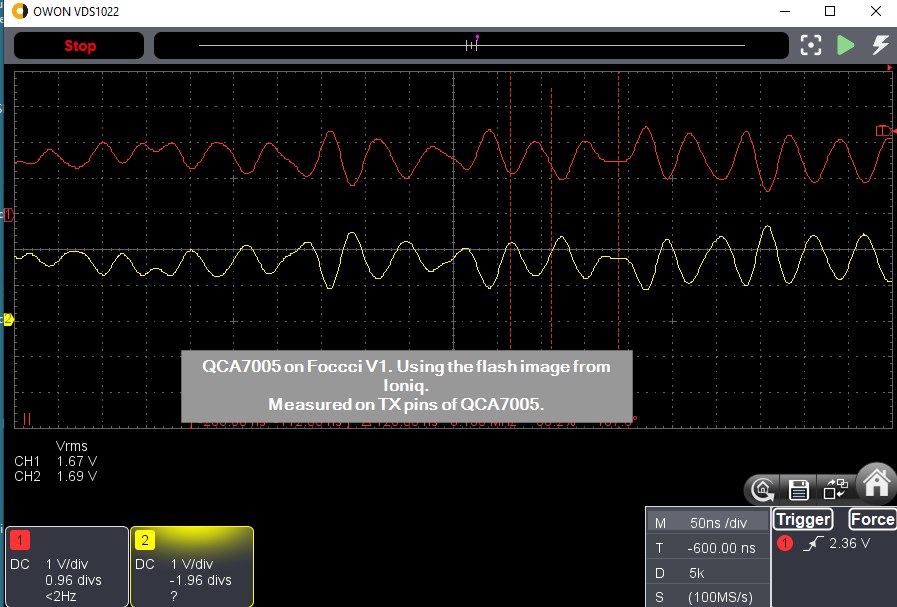 OWON VDS1022
Stop
QCA7005 on Foccci V1. Using the flash image from
Ioniq.
Measured on TX pins of QCA7005.
Vrms
CH1 1.67 V
CH2 1.69 V
1
DC 1 V/div
0.96 divs
<2Hz
2
DC 1 V/div
-1.96 divs
?
M 50ns /div
T -600.00 ns
D 5k
S (100MS/s)
Trigger Force
1 2.36 V